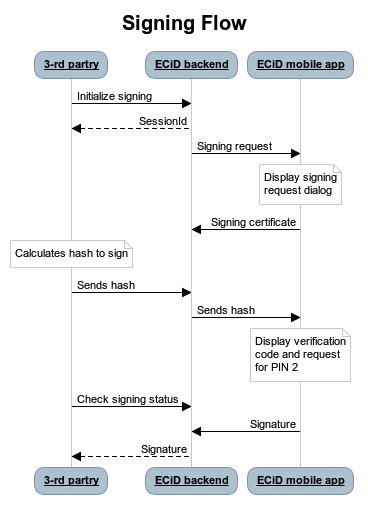 Signing Flow
3-rd partry
ECiD backend
ECiD mobile app
Initialize signing
SessionId
Signing request
Display signing
request dialog
Signing certificate
Calculates hash to sign
Sends hash
Sends hash
Display verification
code and request
for PIN 2
Check signing status
Signature
Signature
3-rd partry
ECiD backend
ECiD mobile app